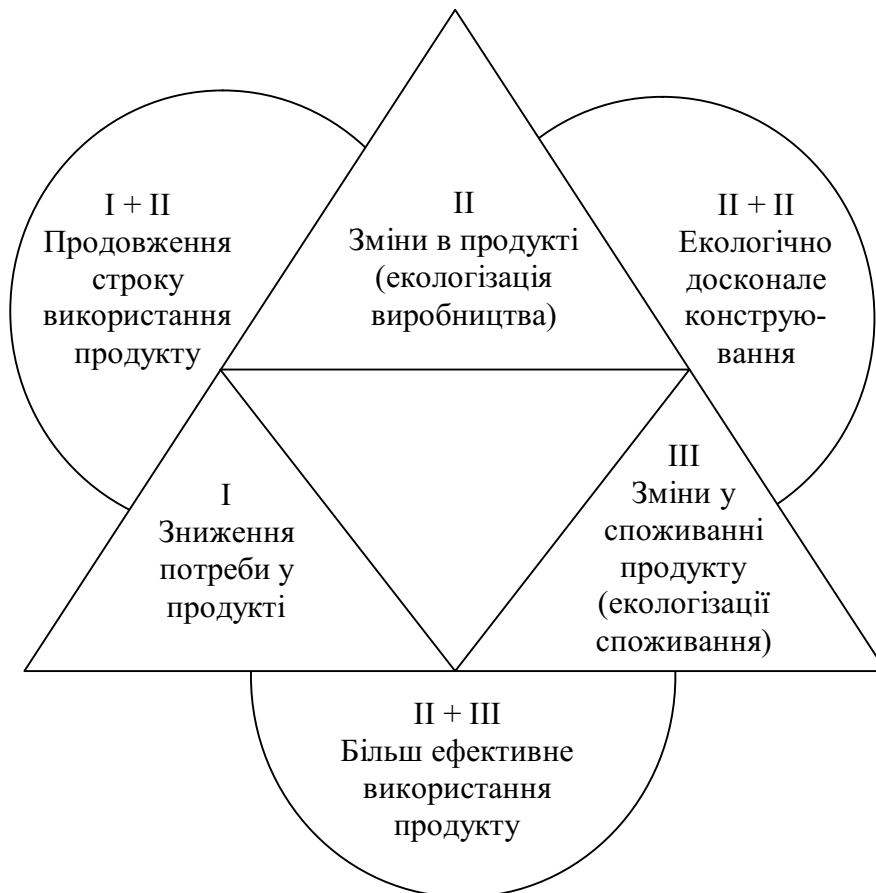 I + II
Продовження
строку
використання
продукту
II
Зміни в продукті
(екологізація
виробництва)
II + II
Екологічно
досконале
конструю-
вання
I
Зниження
потреби у
продукті
III
Зміни у
споживанні
продукту
(екологізації
споживання)
II + III
Більш ефективне
використання
продукту